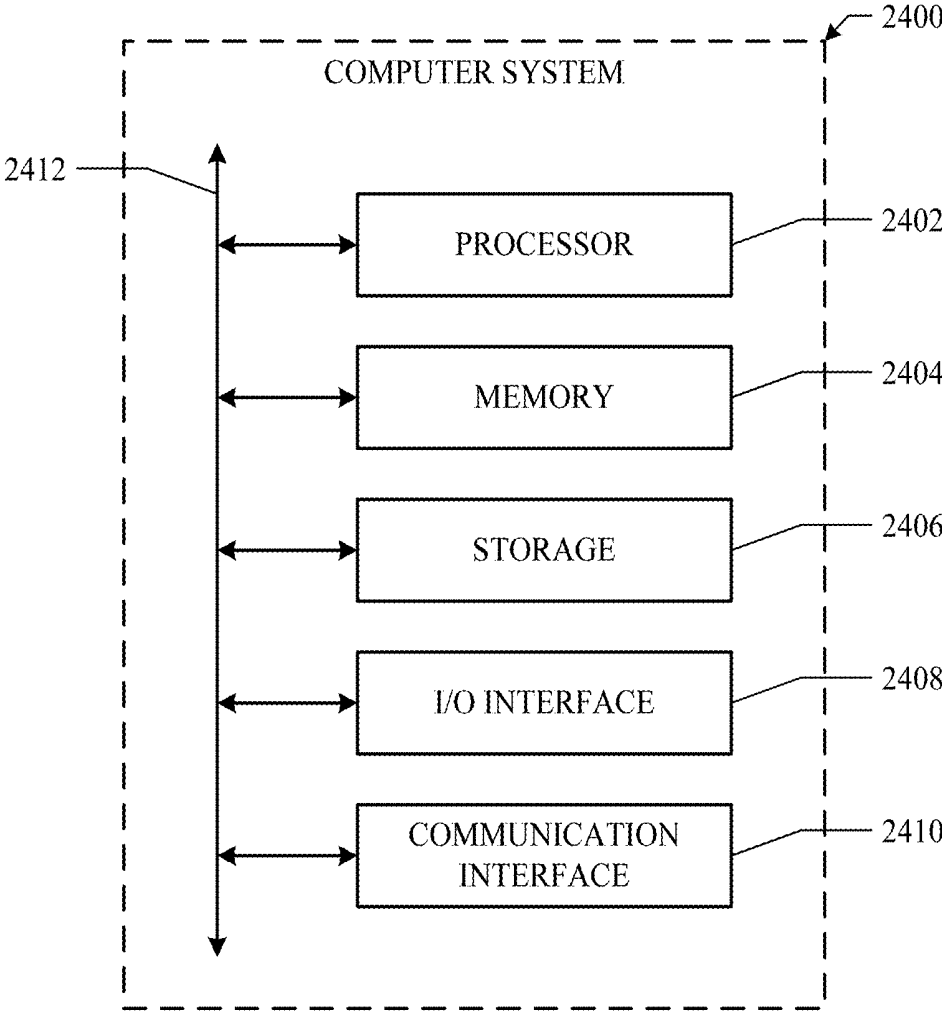 2400
COMPUTER SYSTEM
2412
PROCESSOR
2402
MEMORY
2404
STORAGE
2406
I/O INTERFACE
2408
COMMUNICATION
INTERFACE
2410